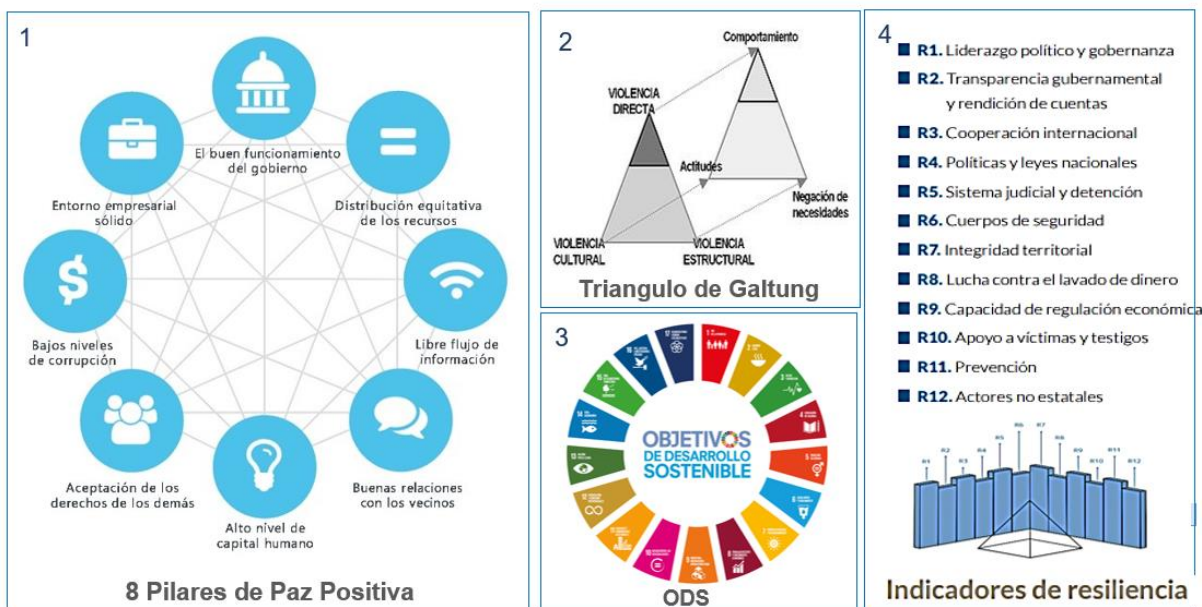 1
El buen funcionamiento
del gobierno
Entorno empresarial
sólido
Distribución equitativa
de los recursos
$
Bajos niveles
de corrupción
Libre flujo de
información
Aceptación de los
derechos de los demás
Alto nivel de
capital humano
Buenas relaciones
con los vecinos
8 Pilares de Paz Positiva
2
Comportamiento
VIOLENCIA
DIRECTA
Actitudes
Negación de
necesidades
VIOLENCIA
CULTURAL
VIOLENCIA
ESTRUCTURAL
Triangulo de Galtung
3
OBJETIVOS
DE DESARROLLO
SOSTENIBLE
ODS
4
R1. Liderazgo político y gobernanza
R2. Transparencia gubernamental
y rendición de cuentas
R3. Cooperación internacional
R4. Políticas y leyes nacionales
R5. Sistema judicial y detención
R6. Cuerpos de seguridad
R7. Integridad territorial
R8. Lucha contra el lavado de dinero
R9. Capacidad de regulación económica
R10. Apoyo a víctimas y testigos
R11. Prevención
R12. Actores no estatales
R1
R2
R3
R4
R5
R6
R7
R8
R9
R10
R11
R12
Indicadores de resiliencia